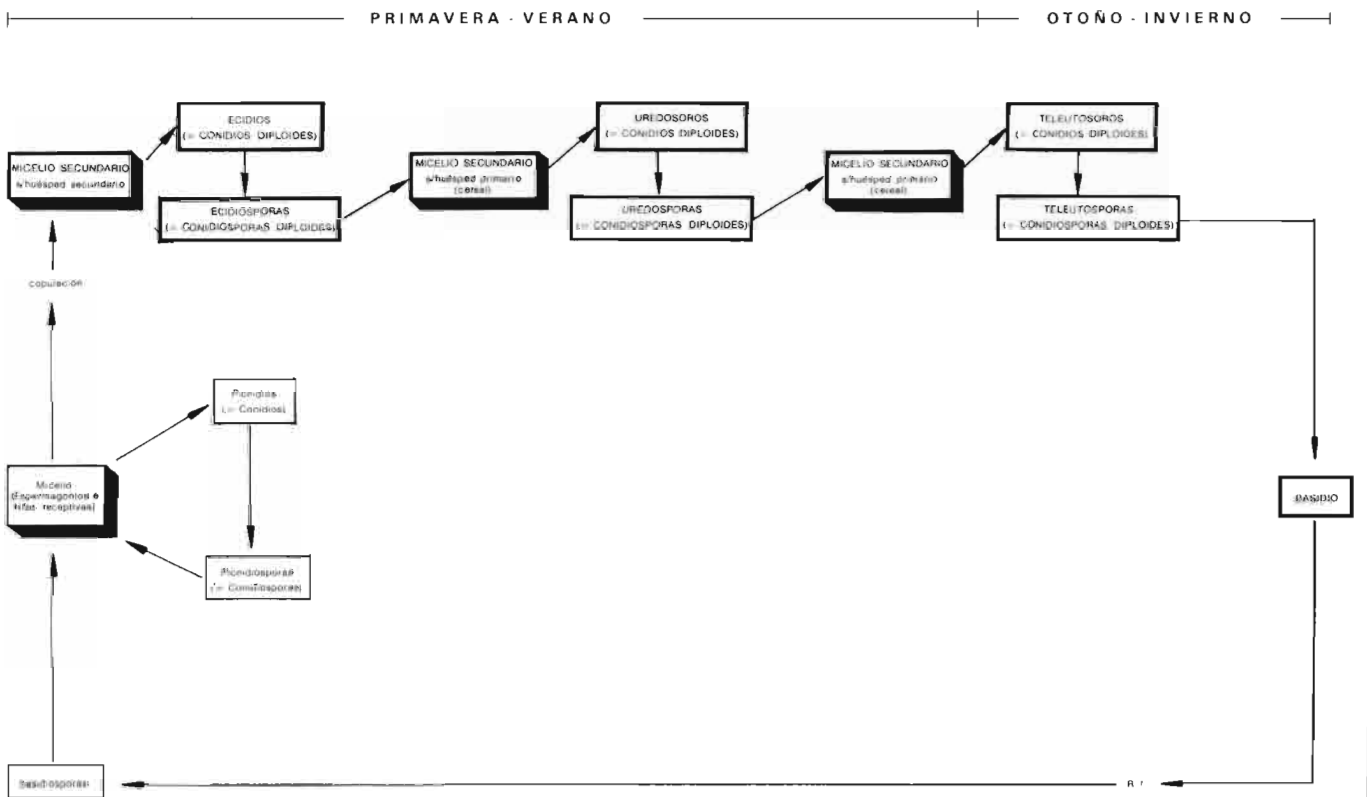 PRIMAVERA - VERANO
OTOÑO - INVIERNO
ECIDIOS
(= CONIDIOS DIPLOIDES)
UREDOSOROS
(= CONIDIOS DIPLOIDES)
TELEUTOSOROS
(= CONIDIOS DIPLOIDES)
MICELIO SECUNDARIO
s/huésped secundario
MICELIO SECUNDARIO
s/huésped primario
(cereal)
MICELIO SECUNDARIO
s/huésped primario
(cereal)
ECIDIOSPORAS
(= CONIDIOSPORAS DIPLOIDES)
UREDOSPORAS
(= CONIDIOSPORAS DIPLOIDES)
TELEUTOSPORAS
(= CONIDIOSPORAS DIPLOIDES)
copulación
Picnidios
(= Conidios)
Micelio
(Espermagonios e
hifas receptivas)
BASIDIO
Picnidiosporas
(= Conidiosporas)
Basidiosporas